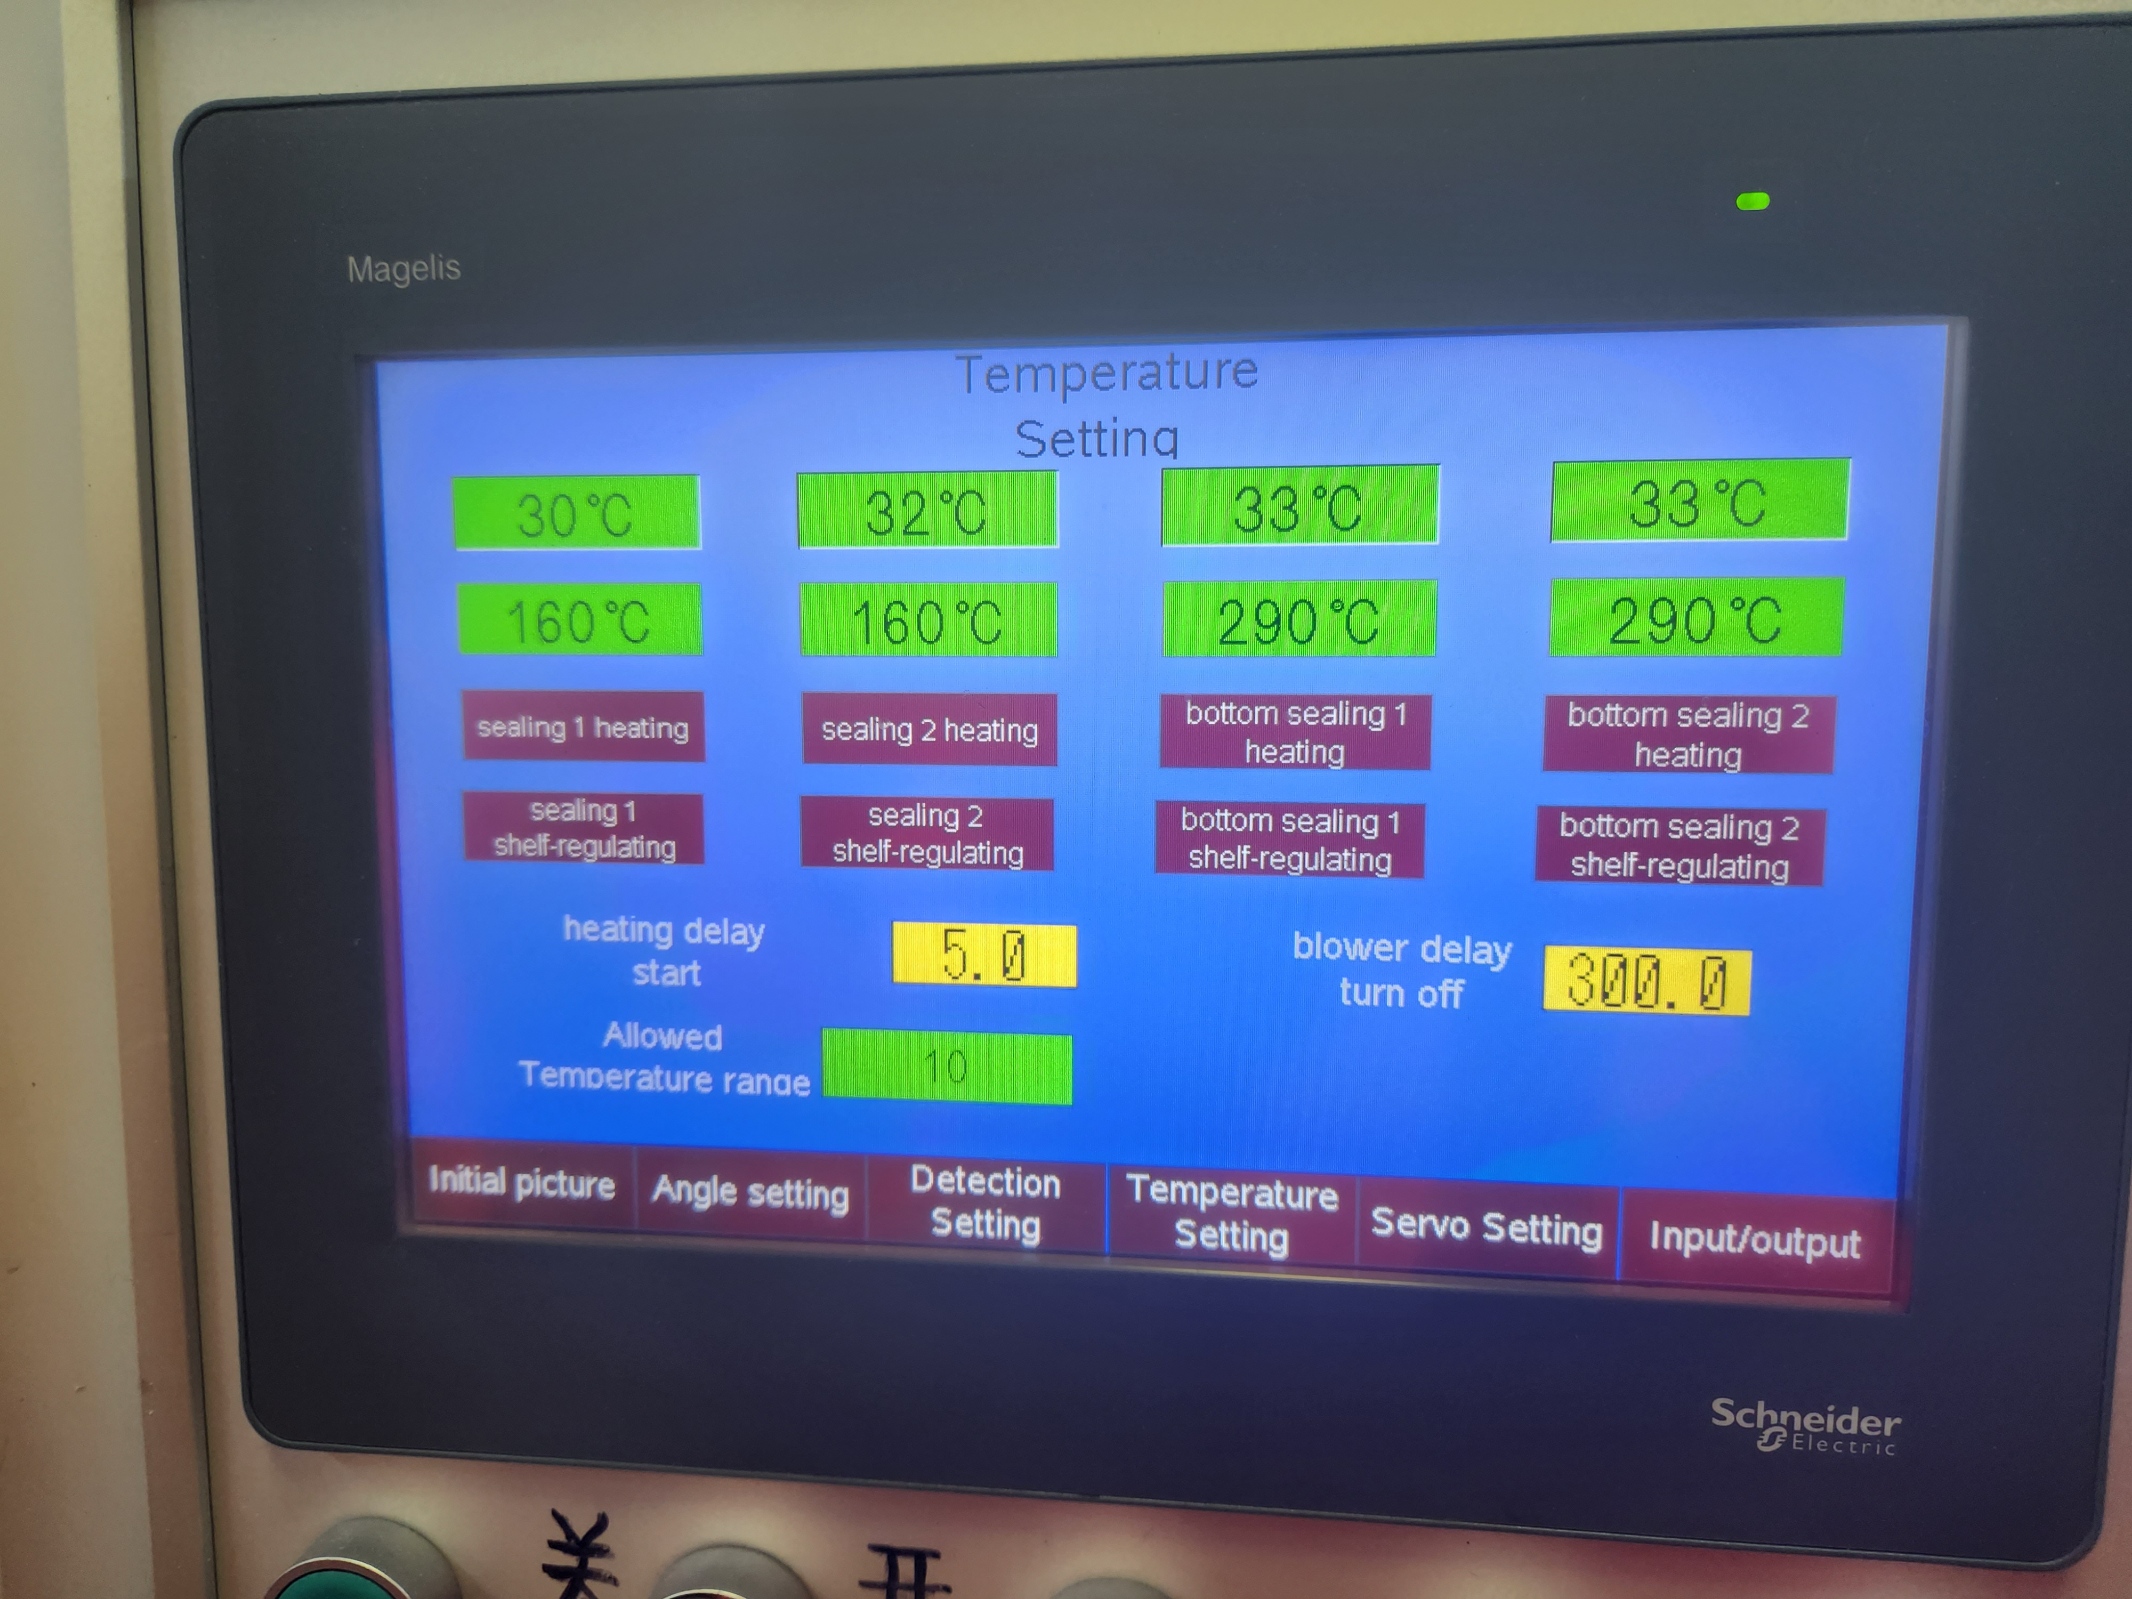 Magelis
Temperature
Setting
30°C 32°C 33°C 33°C
160°C 160°C 290°C 290°C
sealing 1 heating
sealing 2 heating
bottom sealing 1
heating
bottom sealing 2
heating
sealing 1
shelf-regulating
sealing 2
shelf-regulating
bottom sealing 1
shelf-regulating
bottom sealing 2
shelf-regulating
heating delay
start
5.0
blower delay
turn off
300.0
Allowed
Temperature range
10
Initial picture
Angle setting
Detection
Setting
Temperature
Setting
Servo Setting
Input/output
Schneider
Electric
关 开